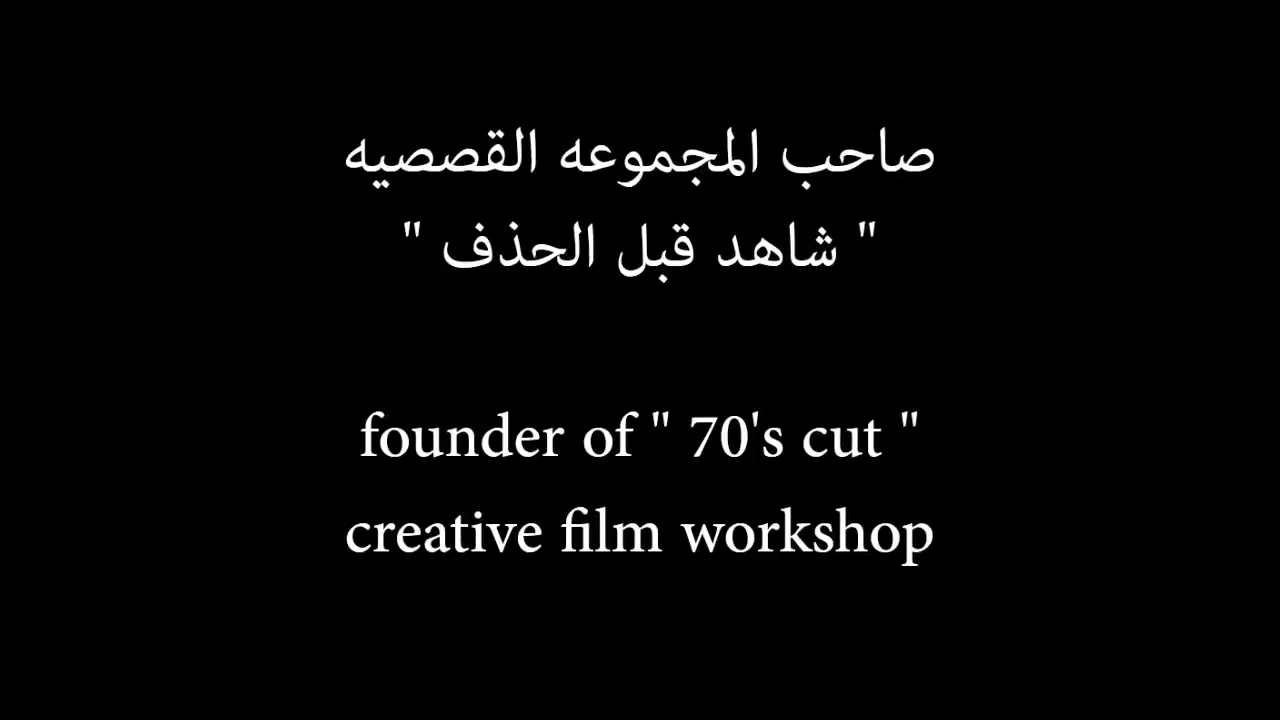 صاحب المجموعه القصصيه
" شاهد قبل الحذف "
founder of " 70's cut "
creative film workshop